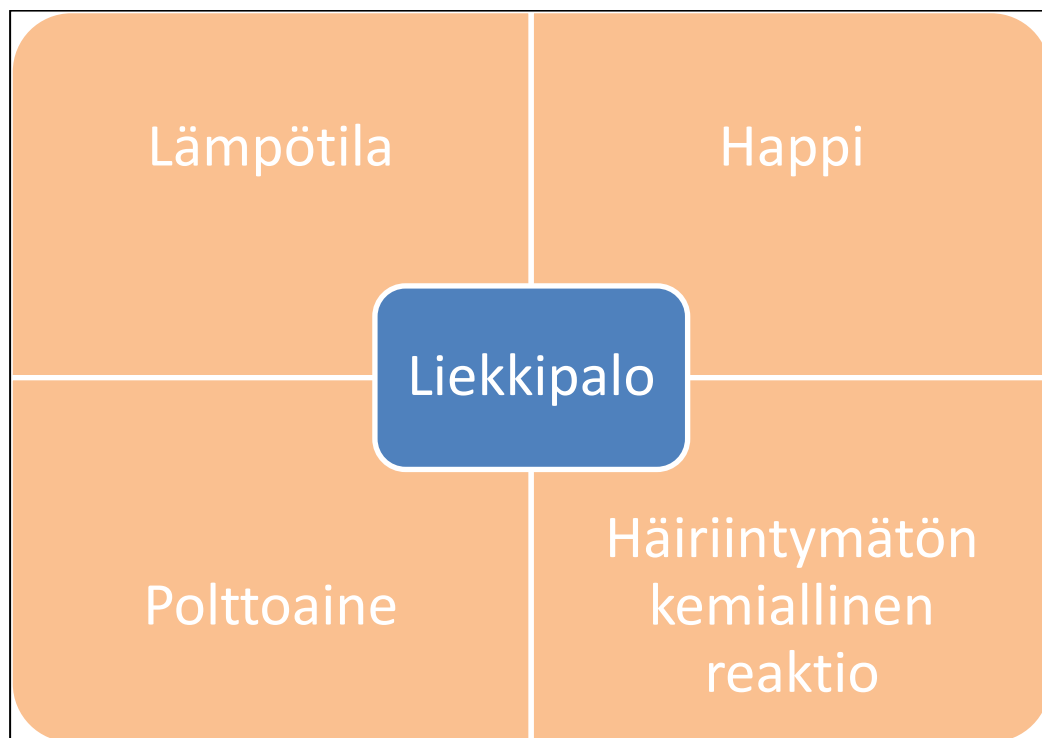 Lämpötila
Happi
Liekkipalo
Polttoaine
Häiriintymätön
kemiallinen
reaktio